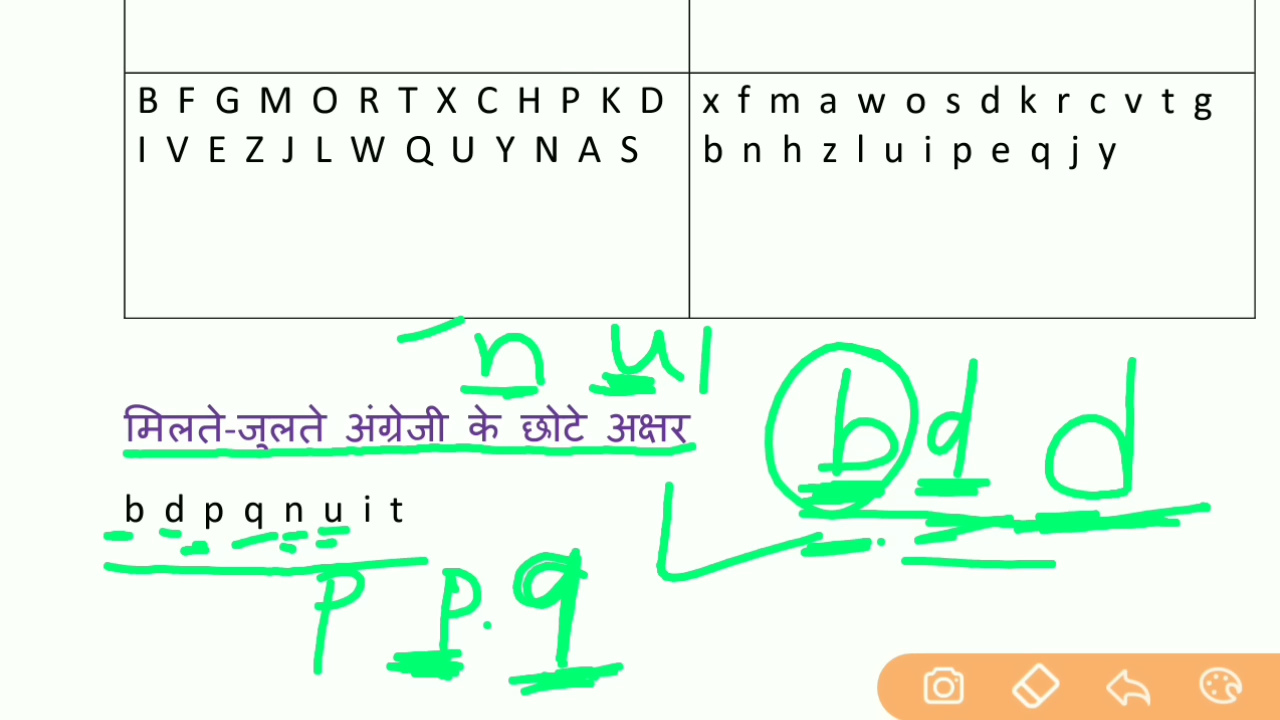 B F G M O R T X C H P K D
I V E Z J L W Q U Y N A S
x f m a w o s d k r c v t g
b n h z l u i p e q j y
n u
मिलते-जुलते अंग्रेजी के छोटे अक्षर
b d d
b d p q n u i t
p p. q